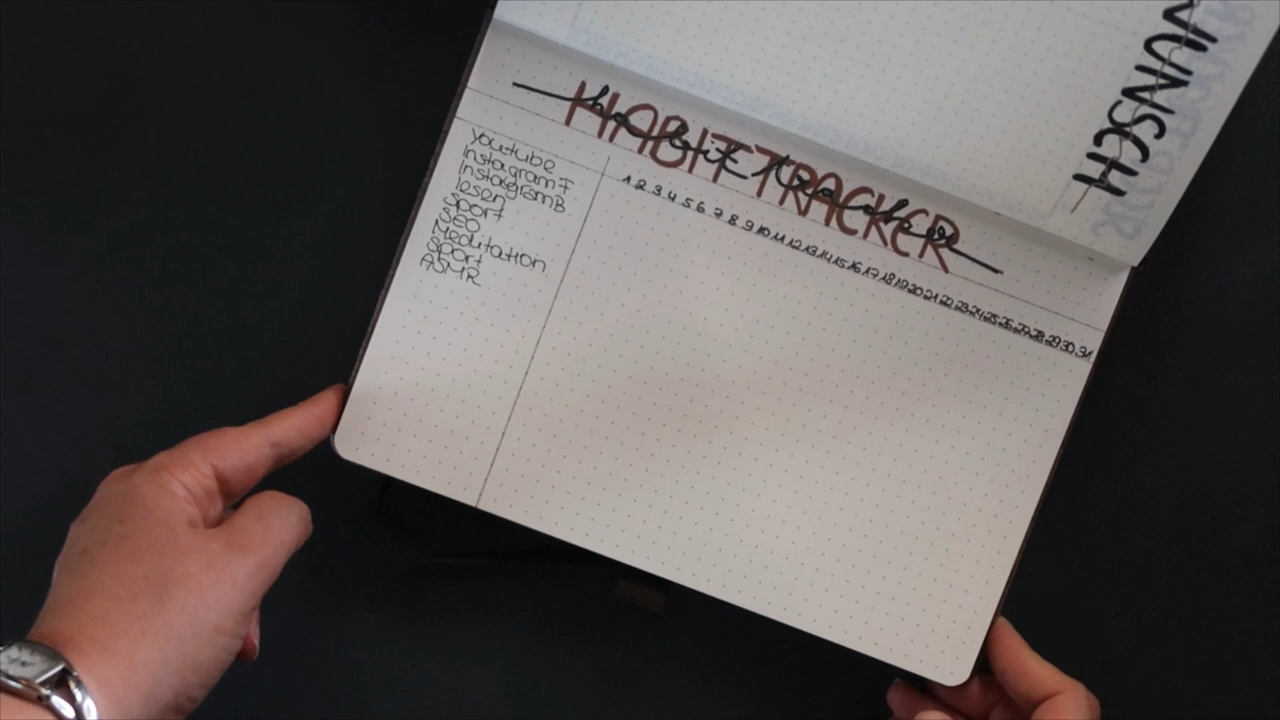 WUNSCH
HABIT TRACKER
habit tracker
1 2 3 4 5 6 7 8 9 10 11 12 13 14 15 16 17 18 19 20 21 22 23 24 25 26 27 28 29 30 31
Youtube
Instagram F
Instagram B
lesen
Sport
SEO
Meditation
Sport
ASMR